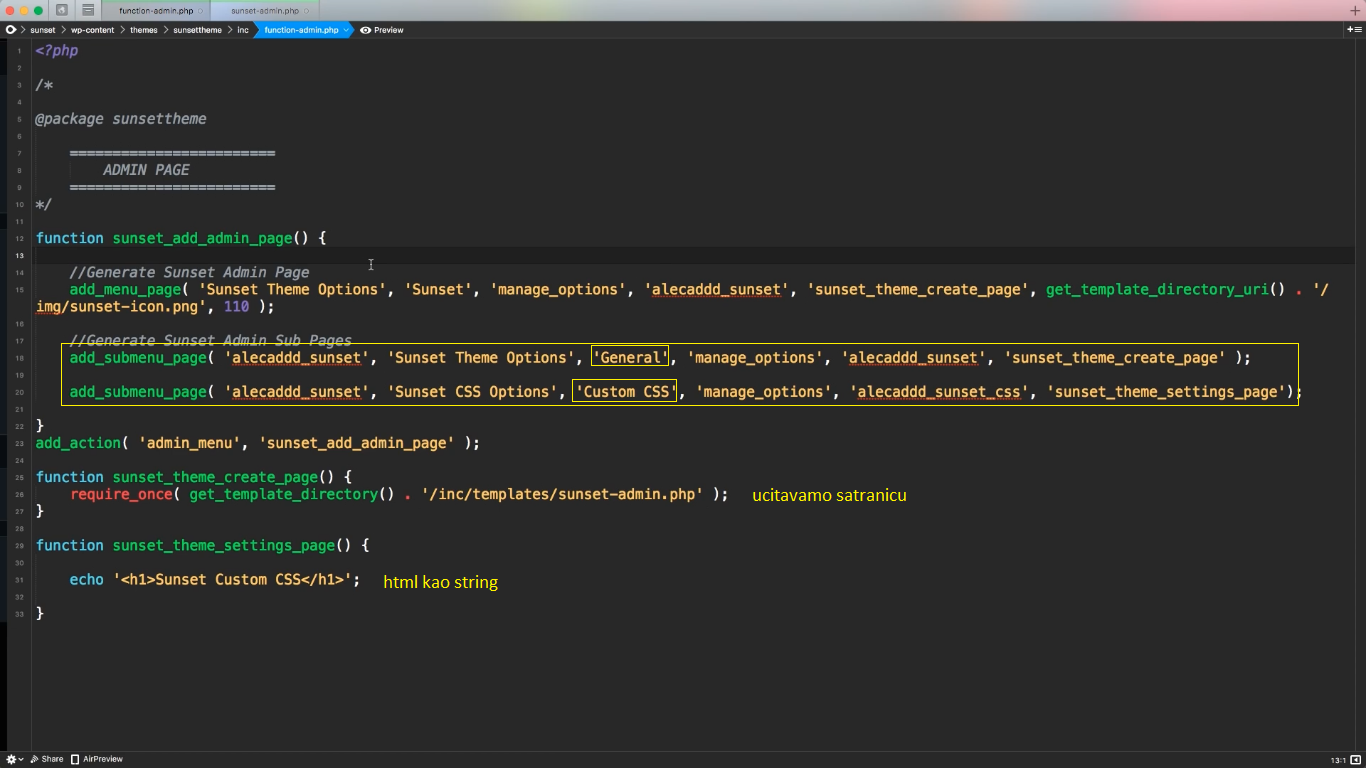 function-admin.php
sunset-admin.php
sunset wp-content themes sunsettheme inc function-admin.php Preview
1 <?php
2
3 /*
4
5 @package sunsettheme
6
7 ========================
8 ADMIN PAGE
9 ========================
10 */
11
12 function sunset_add_admin_page() {
13
14 //Generate Sunset Admin Page
15 add_menu_page( 'Sunset Theme Options', 'Sunset', 'manage_options', 'alecaddd_sunset', 'sunset_theme_create_page', get_template_directory_uri() . '/
img/sunset-icon.png', 110 );
16
17 //Generate Sunset Admin Sub Pages
18 add_submenu_page( 'alecaddd_sunset', 'Sunset Theme Options', 'General', 'manage_options', 'alecaddd_sunset', 'sunset_theme_create_page' );
19
20 add_submenu_page( 'alecaddd_sunset', 'Sunset CSS Options', 'Custom CSS', 'manage_options', 'alecaddd_sunset_css', 'sunset_theme_settings_page');
21
22 }
23 add_action( 'admin_menu', 'sunset_add_admin_page' );
24
25 function sunset_theme_create_page() {
26 require_once( get_template_directory() . '/inc/templates/sunset-admin.php' ); ucitavamo satranicu
27 }
28
29 function sunset_theme_settings_page() {
30
31 echo '<h1>Sunset Custom CSS</h1>'; html kao string
32
33 }
Share AirPreview 13:1